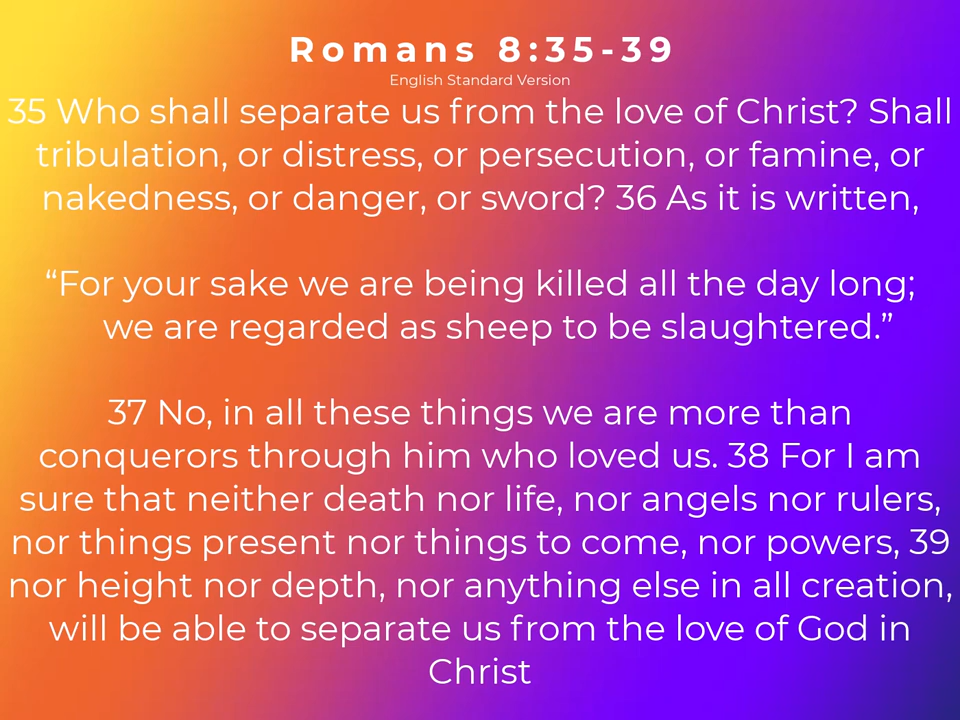 Romans 8:35-39
English Standard Version
35 Who shall separate us from the love of Christ? Shall
tribulation, or distress, or persecution, or famine, or
nakedness, or danger, or sword? 36 As it is written,
“For your sake we are being killed all the day long;
we are regarded as sheep to be slaughtered.”
37 No, in all these things we are more than
conquerors through him who loved us. 38 For I am
sure that neither death nor life, nor angels nor rulers,
nor things present nor things to come, nor powers, 39
nor height nor depth, nor anything else in all creation,
will be able to separate us from the love of God in
Christ